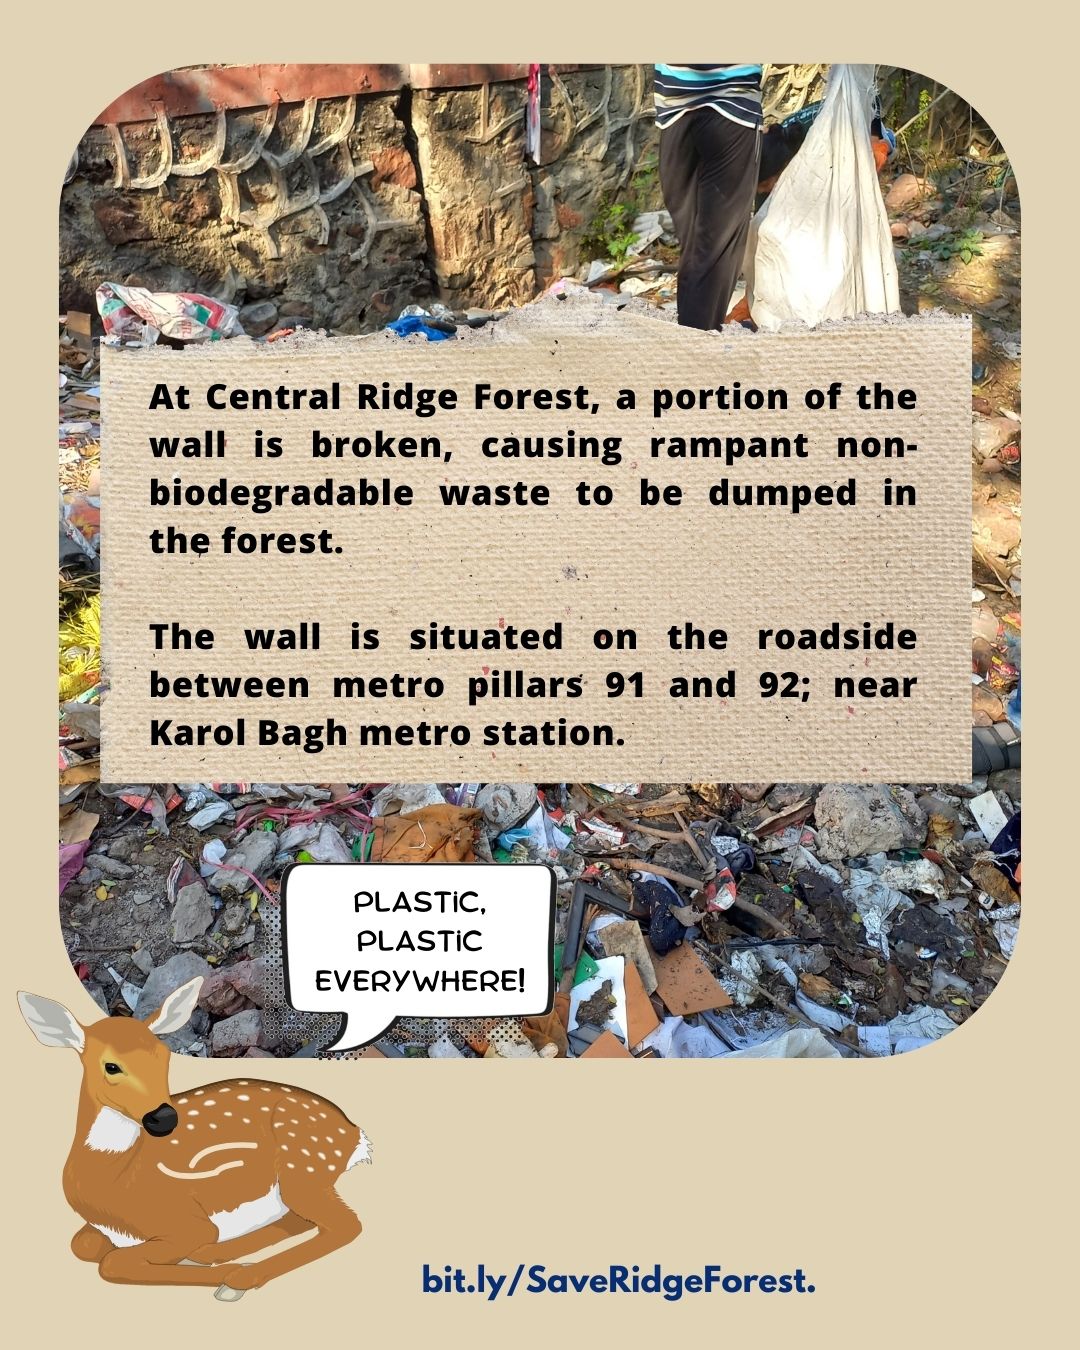 At Central Ridge Forest, a portion of the
wall is broken, causing rampant non-
biodegradable waste to be dumped in
the forest.
The wall is situated on the roadside
between metro pillars 91 and 92; near
Karol Bagh metro station.
PLASTiC,
PLASTiC
EVERYWHERE!
bit.ly/SaveRidgeForest.